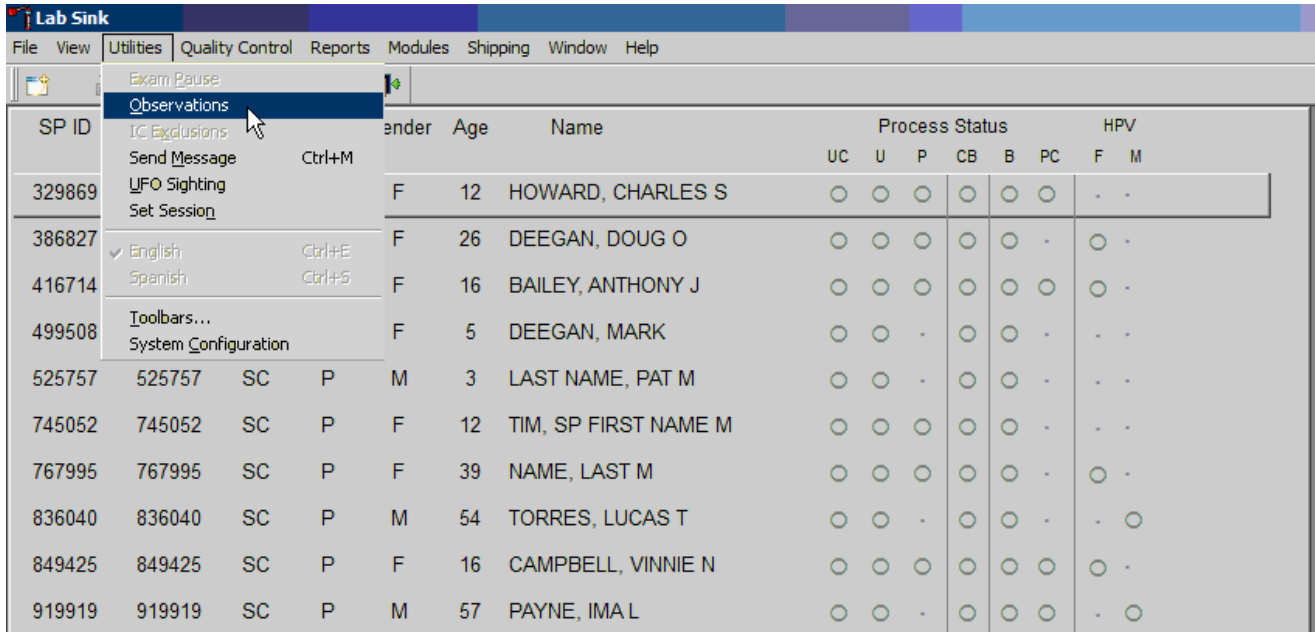 Lab Sink
File View Utilities Quality Control Reports Modules Shipping Window Help
Exam Pause
Observations
IC Exclusions
Send Message Ctrl+M
UFO Sighting
Set Session
English Ctrl+E
Spanish Ctrl+S
Toolbars...
System Configuration
SP ID ender Age Name Process Status HPV
UC U P CB B PC F M
329869 F 12 HOWARD, CHARLES S
386827 F 26 DEEGAN, DOUG O
416714 F 16 BAILEY, ANTHONY J
499508 F 5 DEEGAN, MARK
525757 525757 SC P M 3 LAST NAME, PAT M
745052 745052 SC P F 12 TIM, SP FIRST NAME M
767995 767995 SC P F 39 NAME, LAST M
836040 836040 SC P M 54 TORRES, LUCAS T
849425 849425 SC P F 16 CAMPBELL, VINNIE N
919919 919919 SC P M 57 PAYNE, IMA L